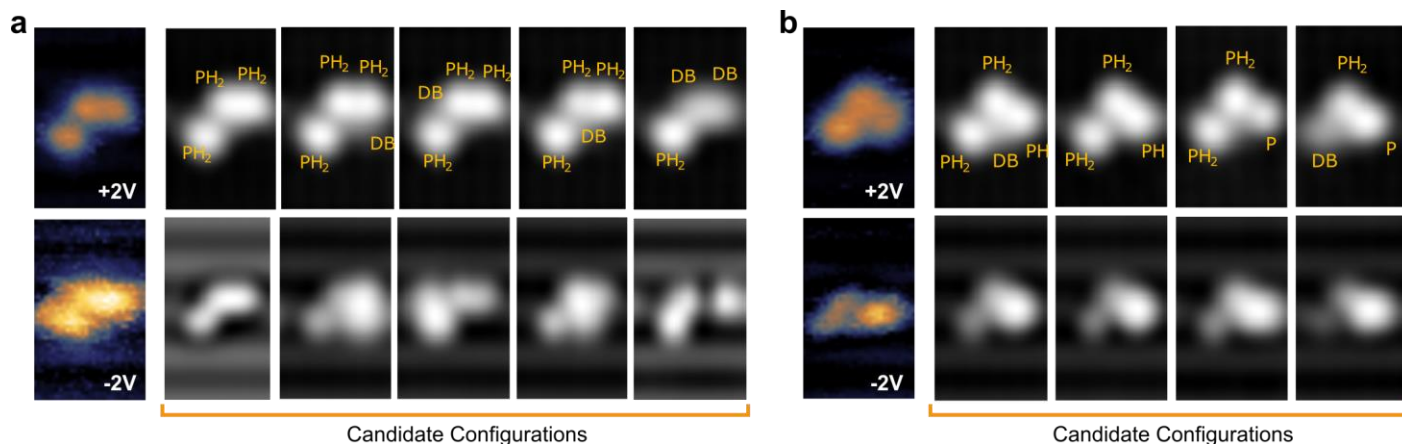 a
b
PH₂ PH₂
PH₂
PH₂ PH₂
DB
PH₂
PH₂ PH₂
DB
PH₂
PH₂ PH₂
DB
PH₂
DB DB
PH₂
+2V
-2V
Candidate Configurations
PH₂
PH₂ DB PH
PH₂
PH₂ PH
PH₂
P
PH₂
PH₂
P
DB
+2V
-2V
Candidate Configurations